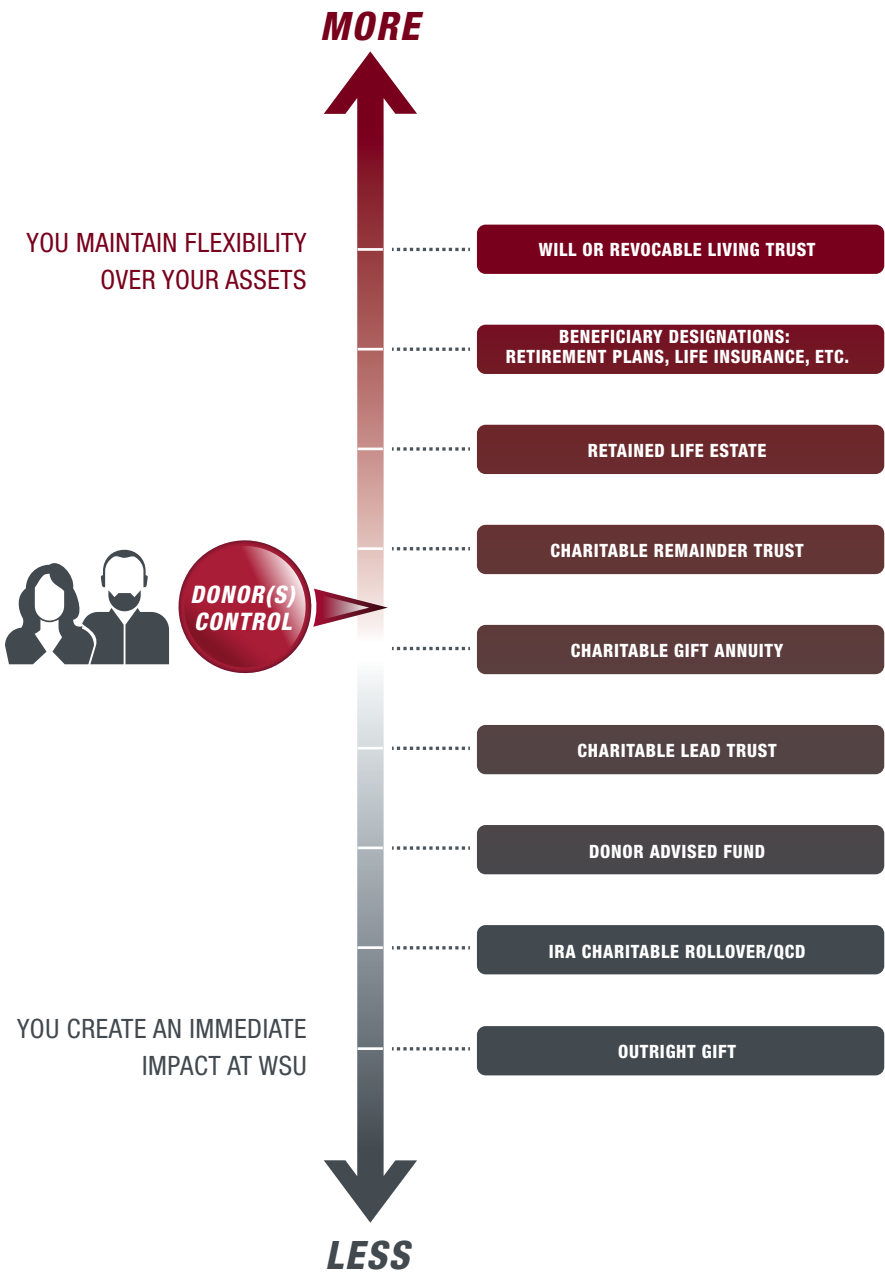 MORE
YOU MAINTAIN FLEXIBILITY
OVER YOUR ASSETS
WILL OR REVOCABLE LIVING TRUST
BENEFICIARY DESIGNATIONS:
RETIREMENT PLANS, LIFE INSURANCE, ETC.
RETAINED LIFE ESTATE
CHARITABLE REMAINDER TRUST
DONOR(S)
CONTROL
CHARITABLE GIFT ANNUITY
CHARITABLE LEAD TRUST
DONOR ADVISED FUND
IRA CHARITABLE ROLLOVER/QCD
YOU CREATE AN IMMEDIATE
IMPACT AT WSU
OUTRIGHT GIFT
LESS